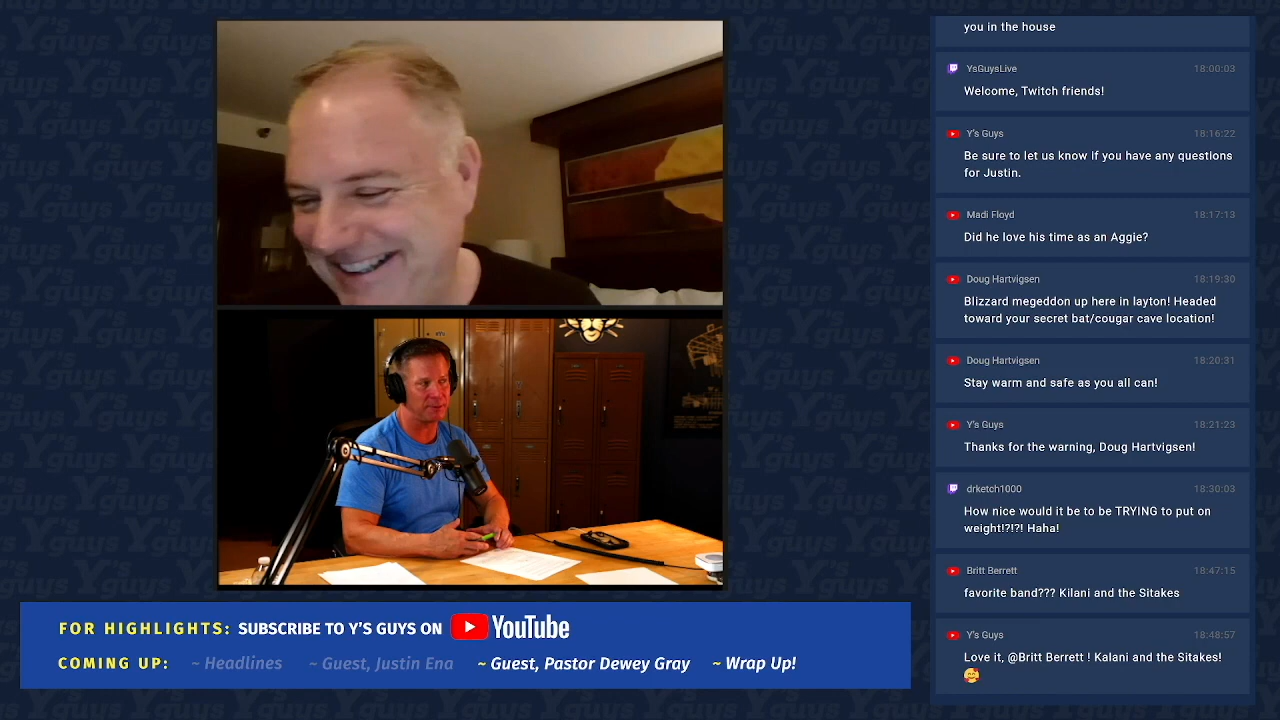 you in the house
YsGuysLive 18:00:03
Welcome, Twitch friends!
Y's Guys 18:16:22
Be sure to let us know if you have any questions
for Justin.
Madi Floyd 18:17:13
Did he love his time as an Aggie?
Doug Hartvigsen 18:19:30
Blizzard megeddon up here in layton! Headed
toward your secret bat/cougar cave location!
Doug Hartvigsen 18:20:31
Stay warm and safe as you all can!
Y's Guys 18:21:23
Thanks for the warning, Doug Hartvigsen!
drketch1000 18:30:03
How nice would it be to be TRYING to put on
weight!?!?! Haha!
Britt Berrett 18:47:15
favorite band??? Kilani and the Sitakes
Y's Guys 18:48:57
Love it, @Britt Berrett ! Kalani and the Sitakes!
🥰
FOR HIGHLIGHTS: SUBSCRIBE TO Y'S GUYS ON YouTube
COMING UP: ~ Headlines ~ Guest, Justin Ena ~ Guest, Pastor Dewey Gray ~ Wrap Up!
Y's guys